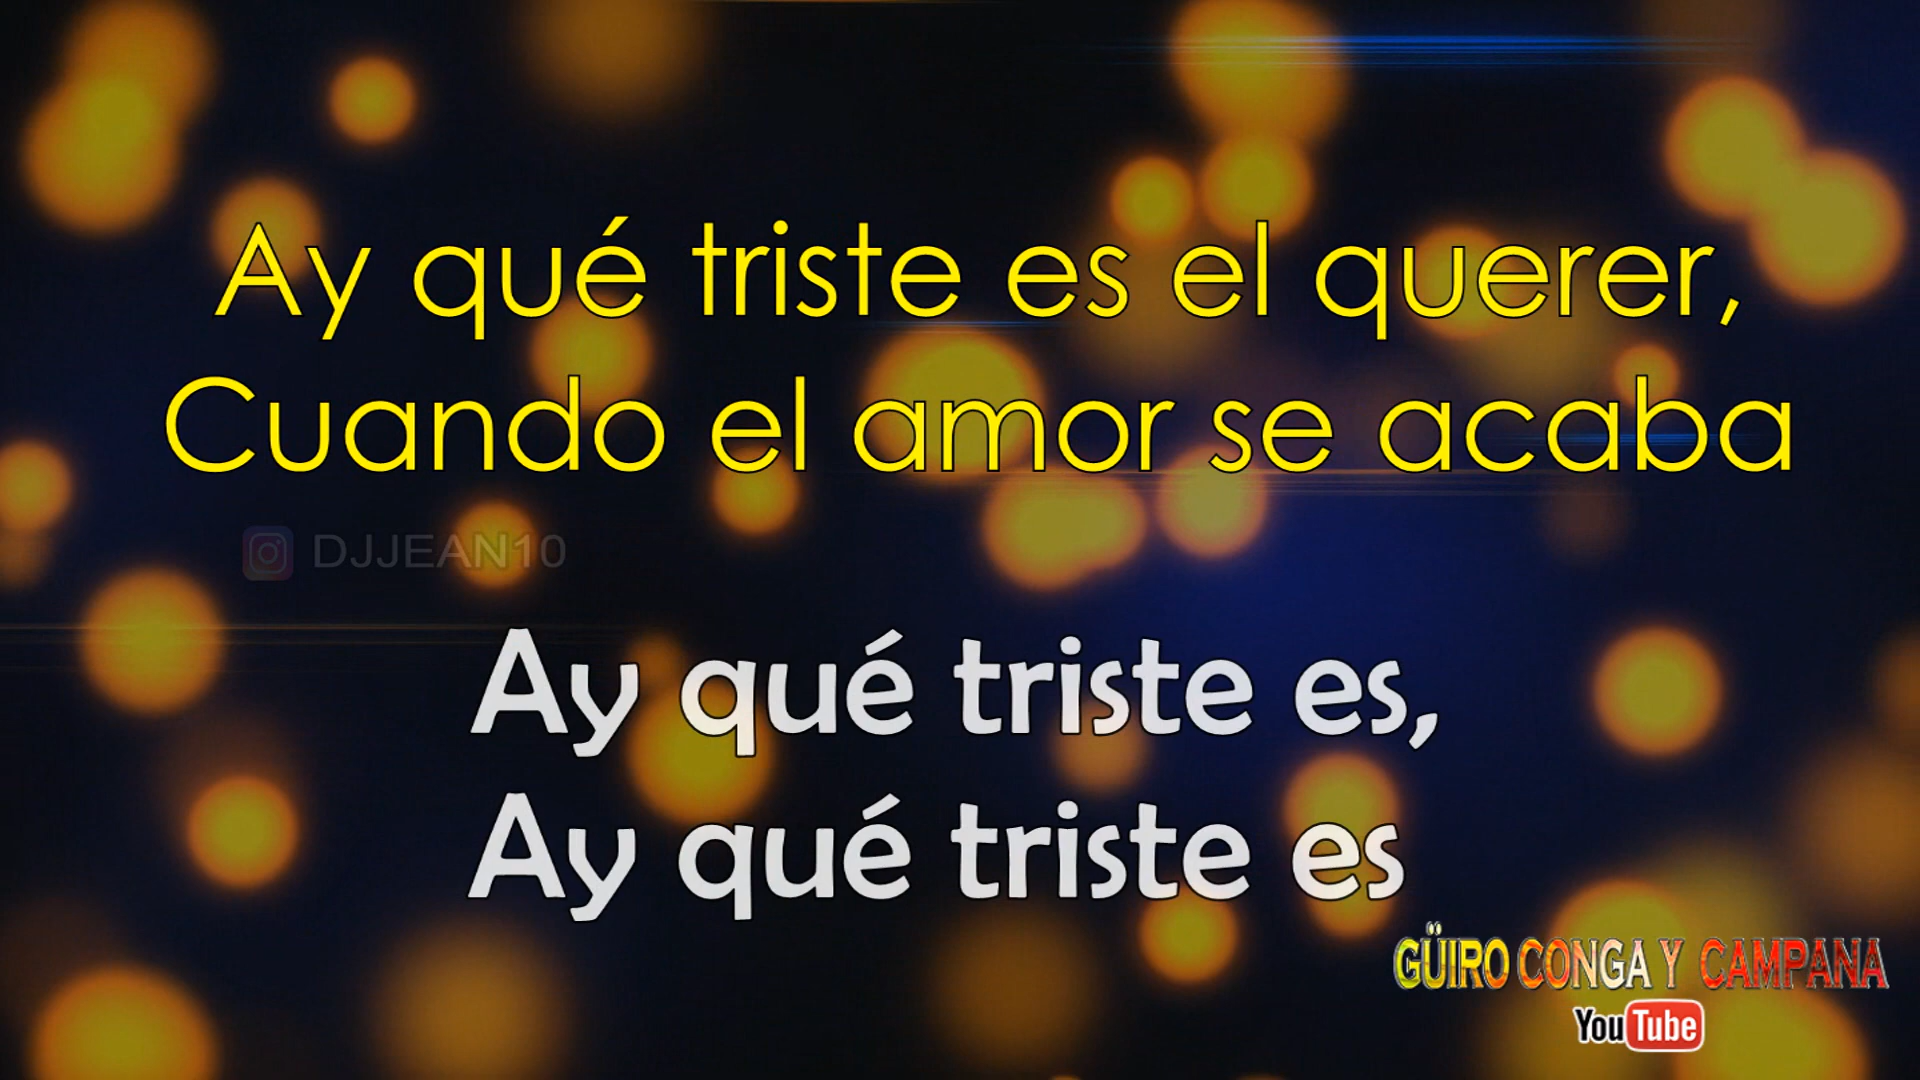 Ay qué triste es el querer,
Cuando el amor se acaba
DJJEAN10
Ay qué triste es,
Ay qué triste es
GÜIRO CONGA Y CAMPANA
YouTube